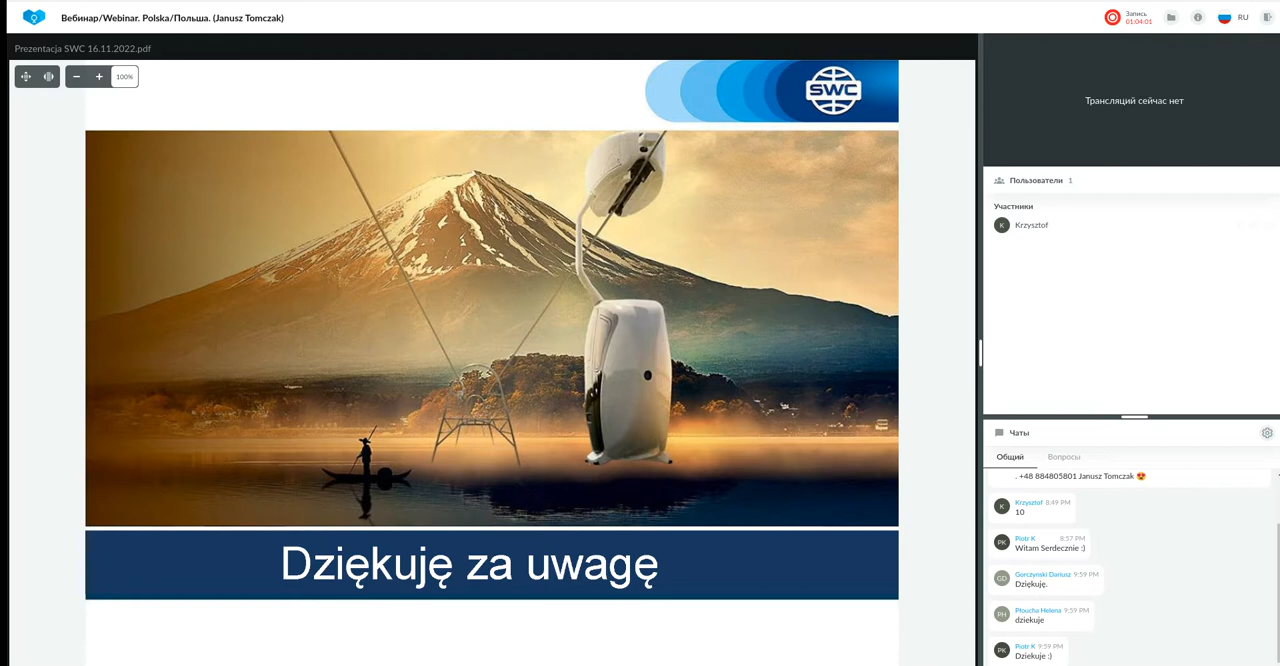 Вебинар/Webinar. Polska/Польша. (Janusz Tomczak)
Запись
01:04:01
RU
Prezentacja SWC 16.11.2022.pdf
100%
SWC
Dziękuję za uwagę
Трансляций сейчас нет
Пользователи 1
Участники
K Krzysztof
Чаты
Общий Вопросы
. +48 884805801 Janusz Tomczak 😍
K Krzysztof 8:49 PM
10
PK Piotr K 8:57 PM
Witam Serdecznie :)
GD Gorczynski Dariusz 9:59 PM
Dziękuję.
PH Płoucha Helena 9:59 PM
dziekuje
PK Piotr K 9:59 PM
Dziekuje :)